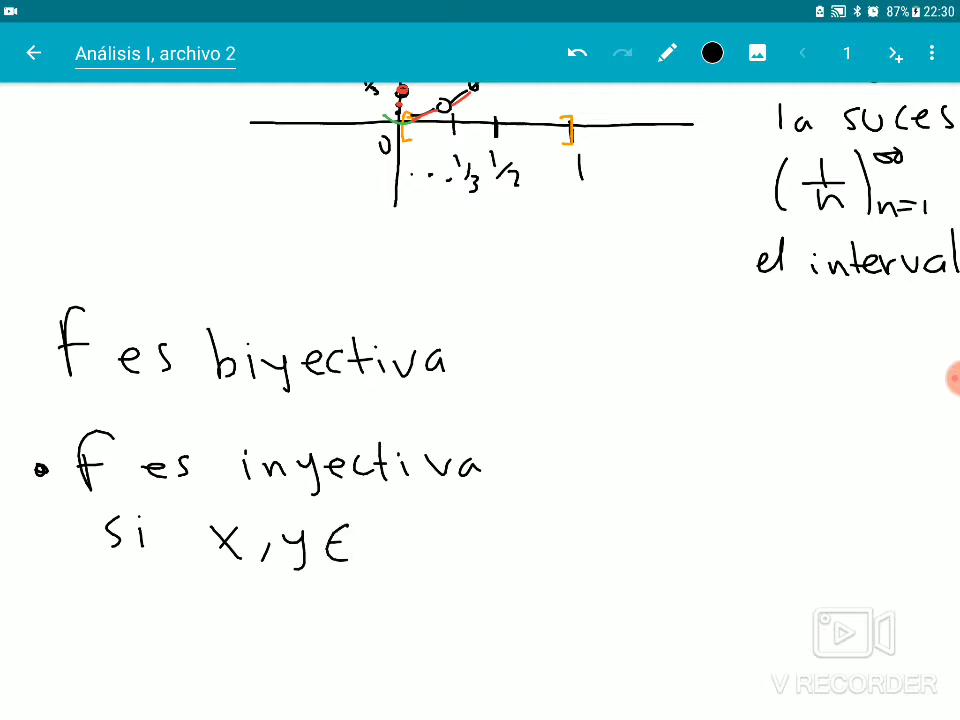 87% 22:30
Análisis I, archivo 2
1
0
... 1/3 1/2 1
la suces
(1/n)∞n=1
el interval
f es biyectiva
• f es inyectiva
si x, y ∈
V RECORDER